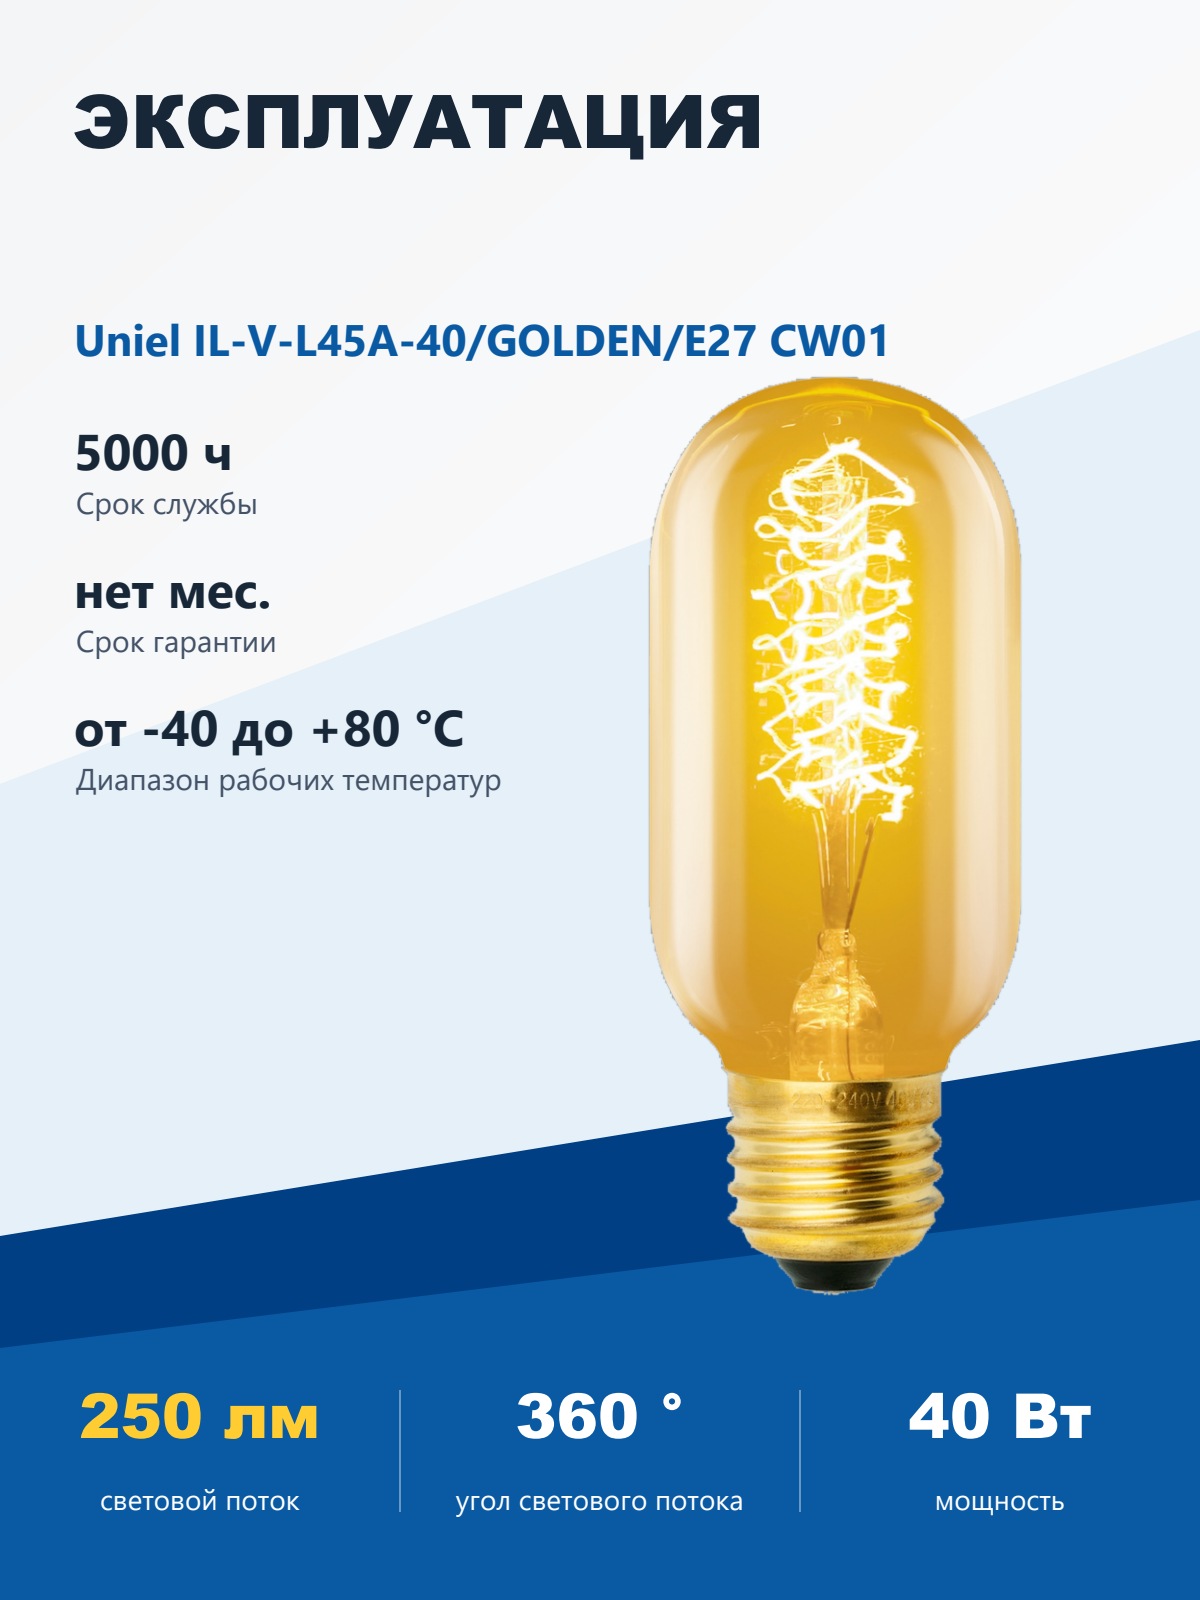 ЭКСПЛУАТАЦИЯ
Uniel IL-V-L45A-40/GOLDEN/E27 CW01
5000 ч
Срок службы
нет мес.
Срок гарантии
от -40 до +80 °C
Диапазон рабочих температур
240V
250 лм
световой поток
360 °
угол светового потока
40 Вт
мощность